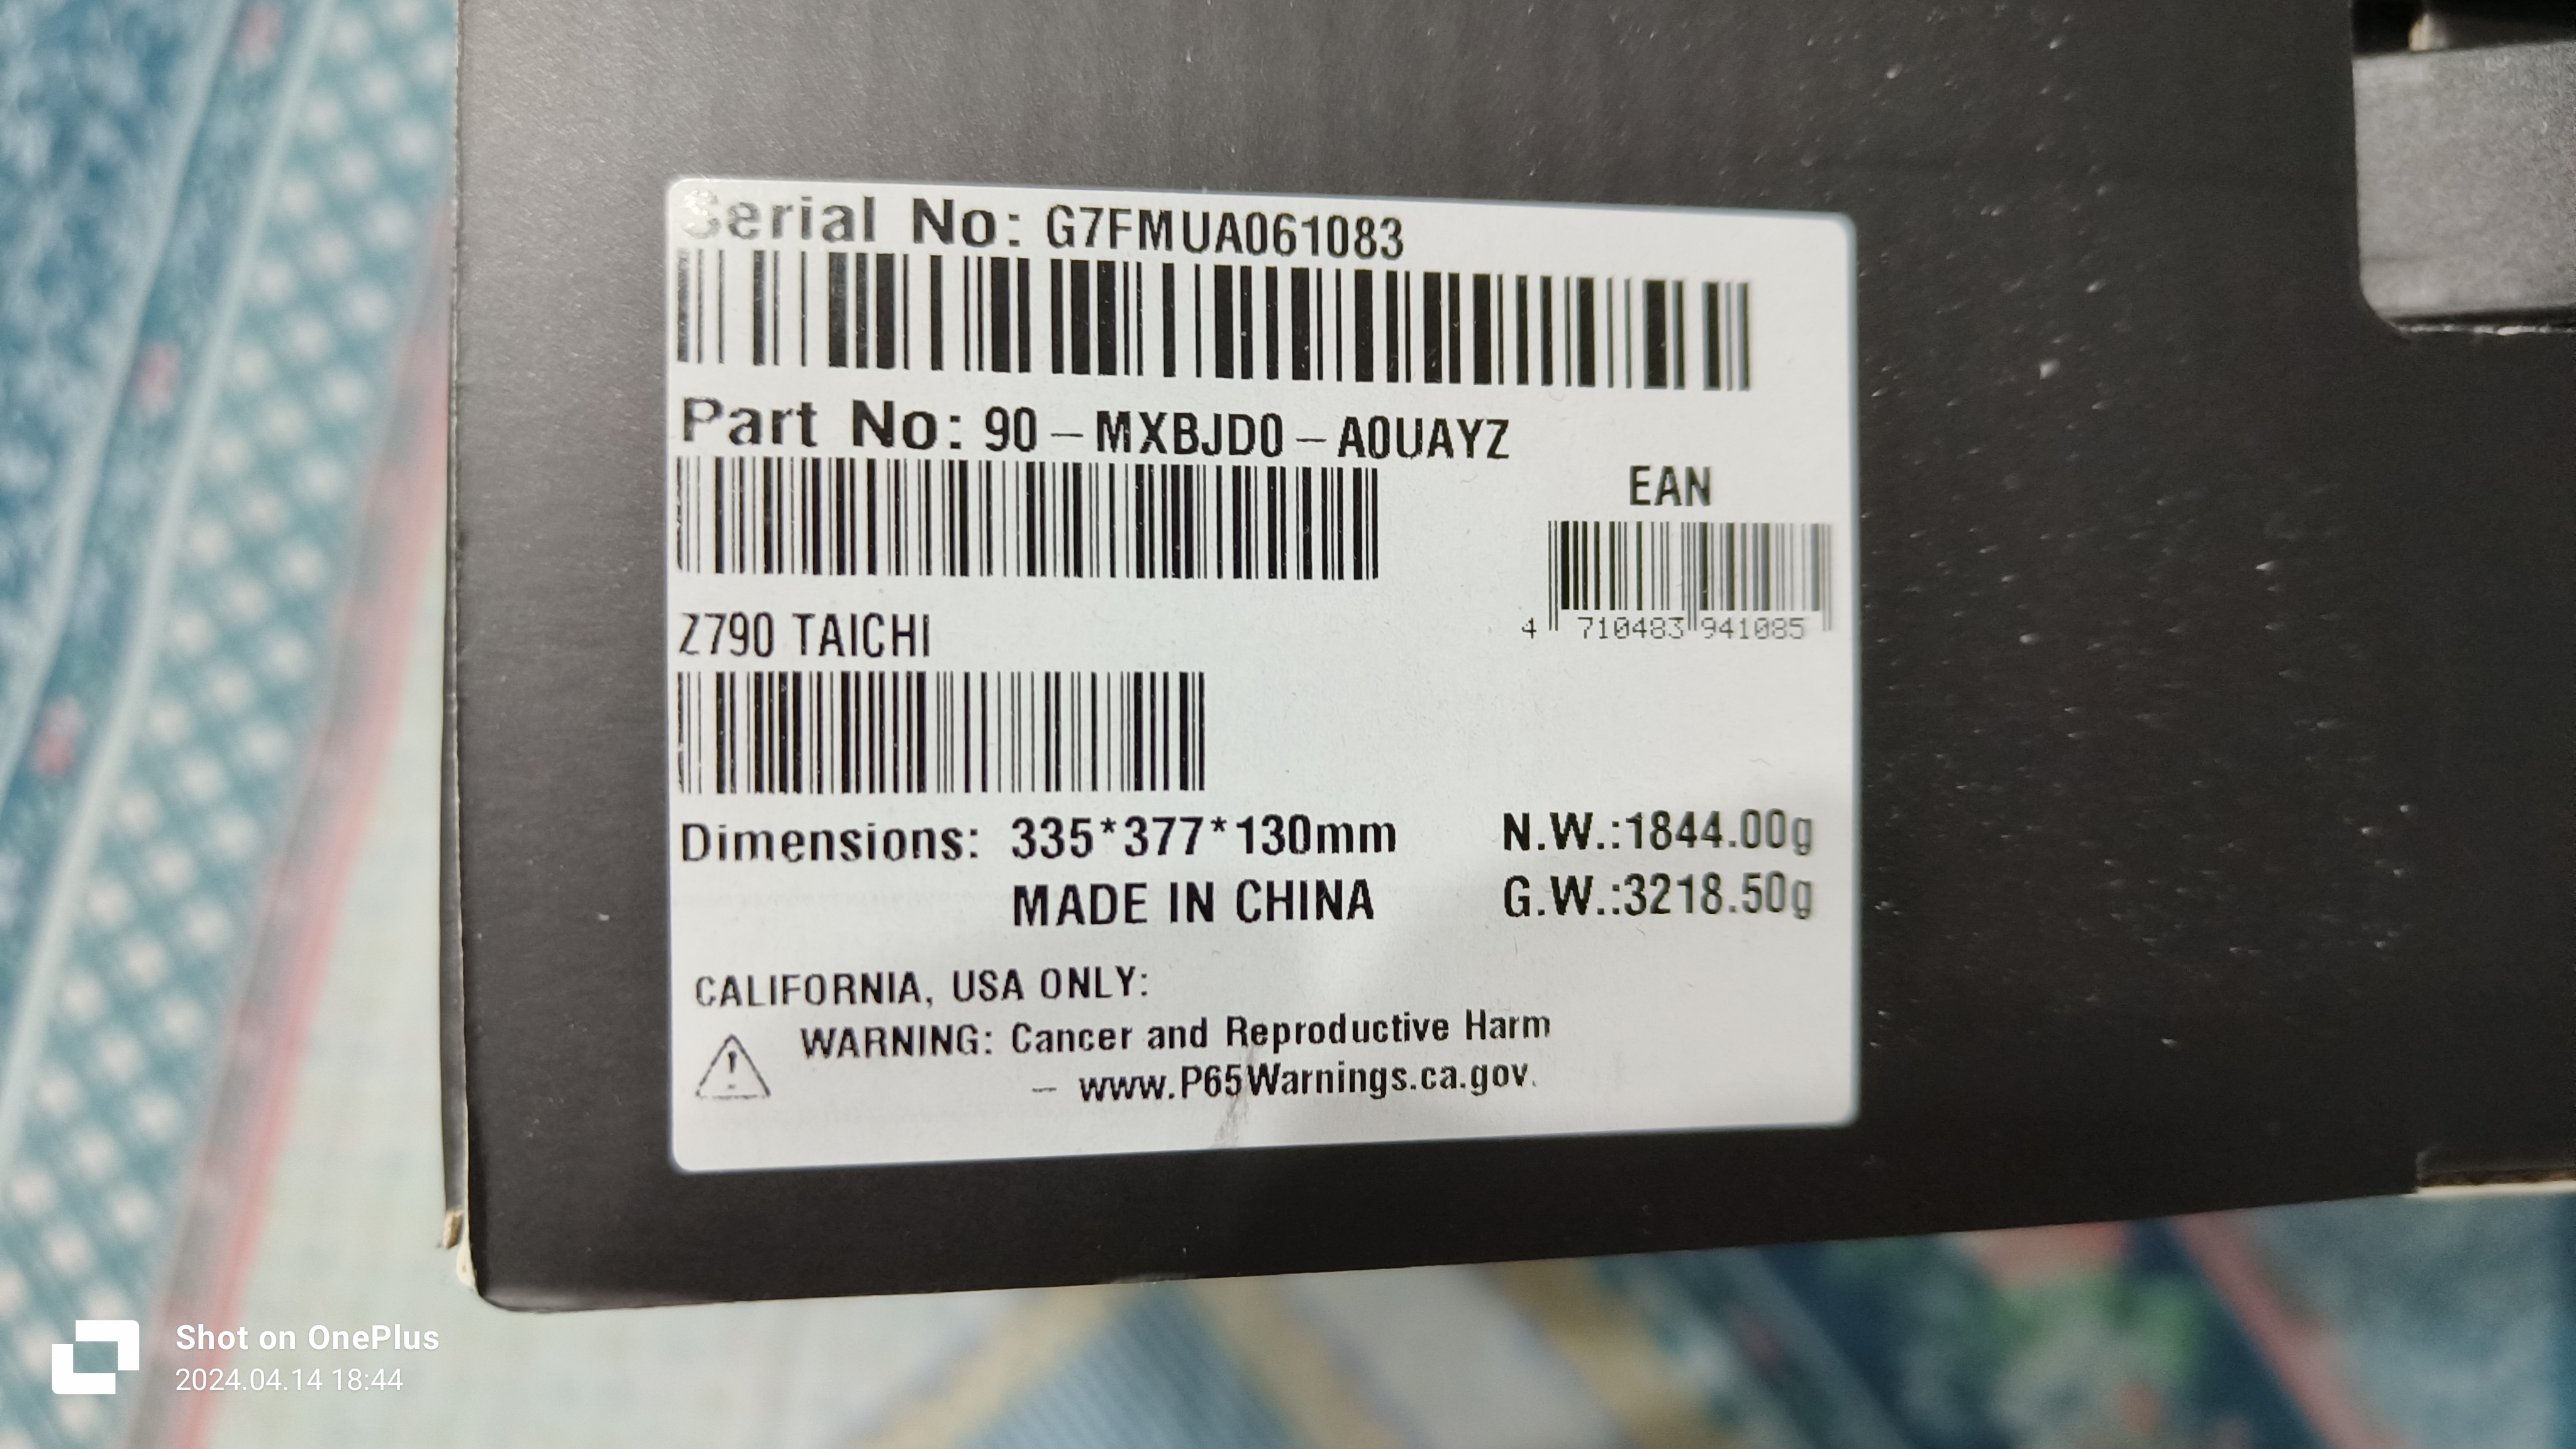 Serial No: G7FMUA061083
Part No: 90-MXBJD0-A0UAYZ
EAN
4 710483 941085
Z790 TAICHI
Dimensions: 335*377*130mm N.W.:1844.00g
MADE IN CHINA G.W.:3218.50g
CALIFORNIA, USA ONLY:
WARNING: Cancer and Reproductive Harm
- www.P65Warnings.ca.gov.
Shot on OnePlus
2024.04.14 18:44